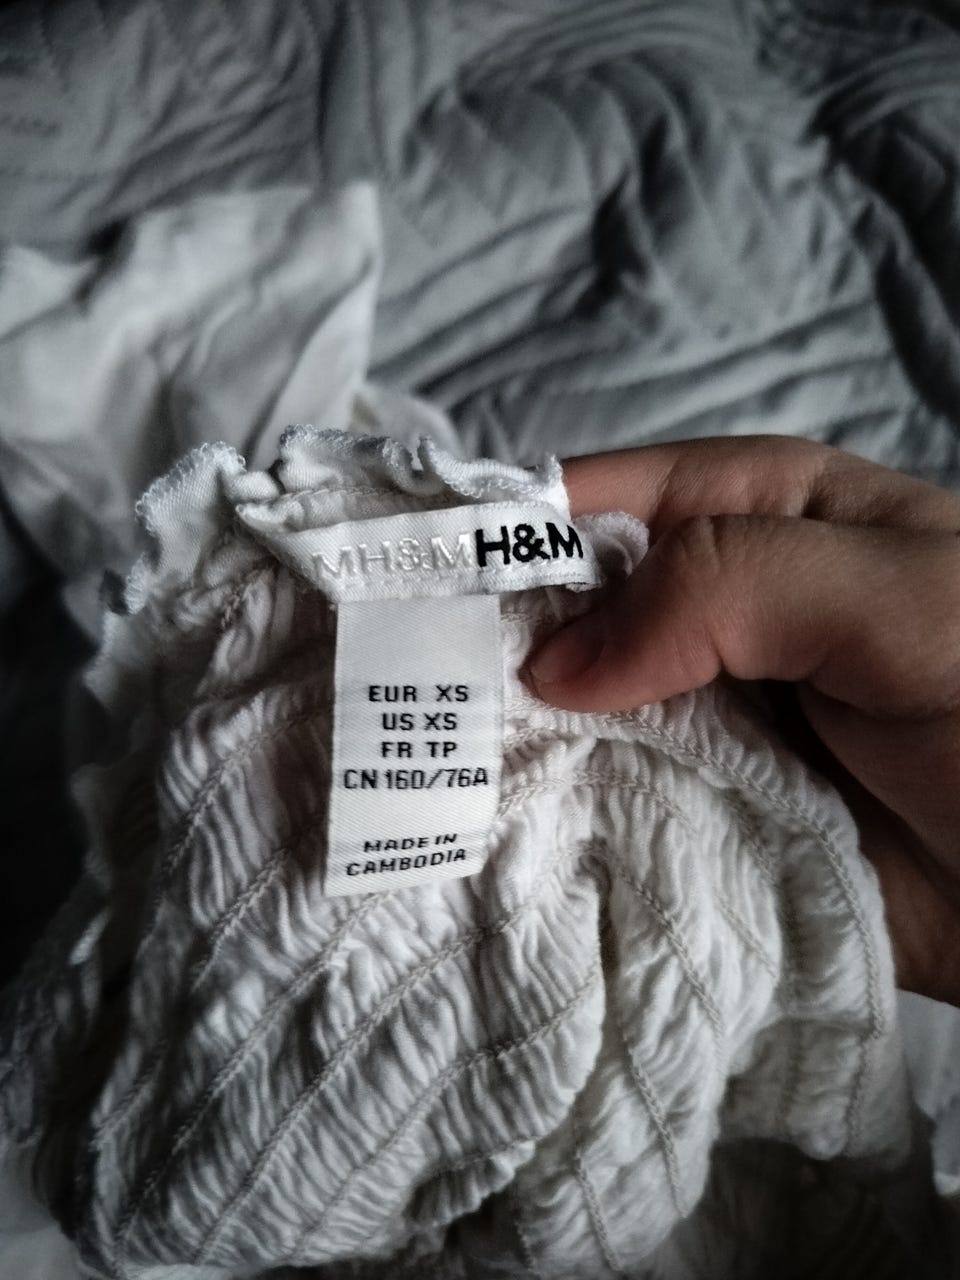 MH&MH&M
EUR XS
US XS
FR TP
CN 160/76A
MADE IN
CAMBODIA